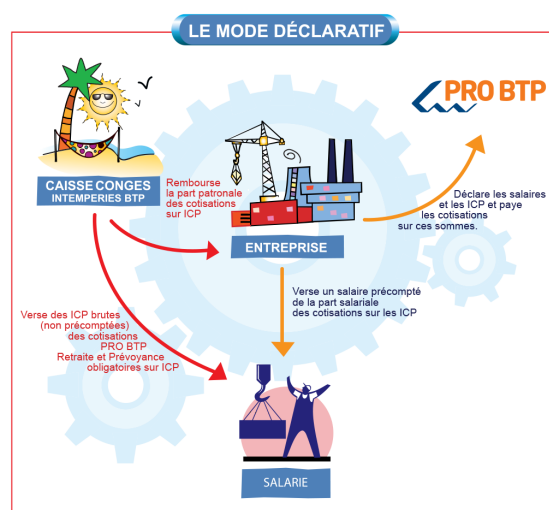 LE MODE DÉCLARATIF
PRO BTP
CAISSE CONGES
INTEMPERIES BTP
Rembourse
la part patronale
des cotisations
sur ICP
ENTREPRISE
Déclare les salaires
et les ICP et paye
les cotisations
sur ces sommes.
Verse un salaire précompté
de la part salariale
des cotisations sur les ICP
Verse des ICP brutes
(non précomptées)
des cotisations
PRO BTP
Retraite et Prévoyance
obligatoires sur ICP
SALARIE